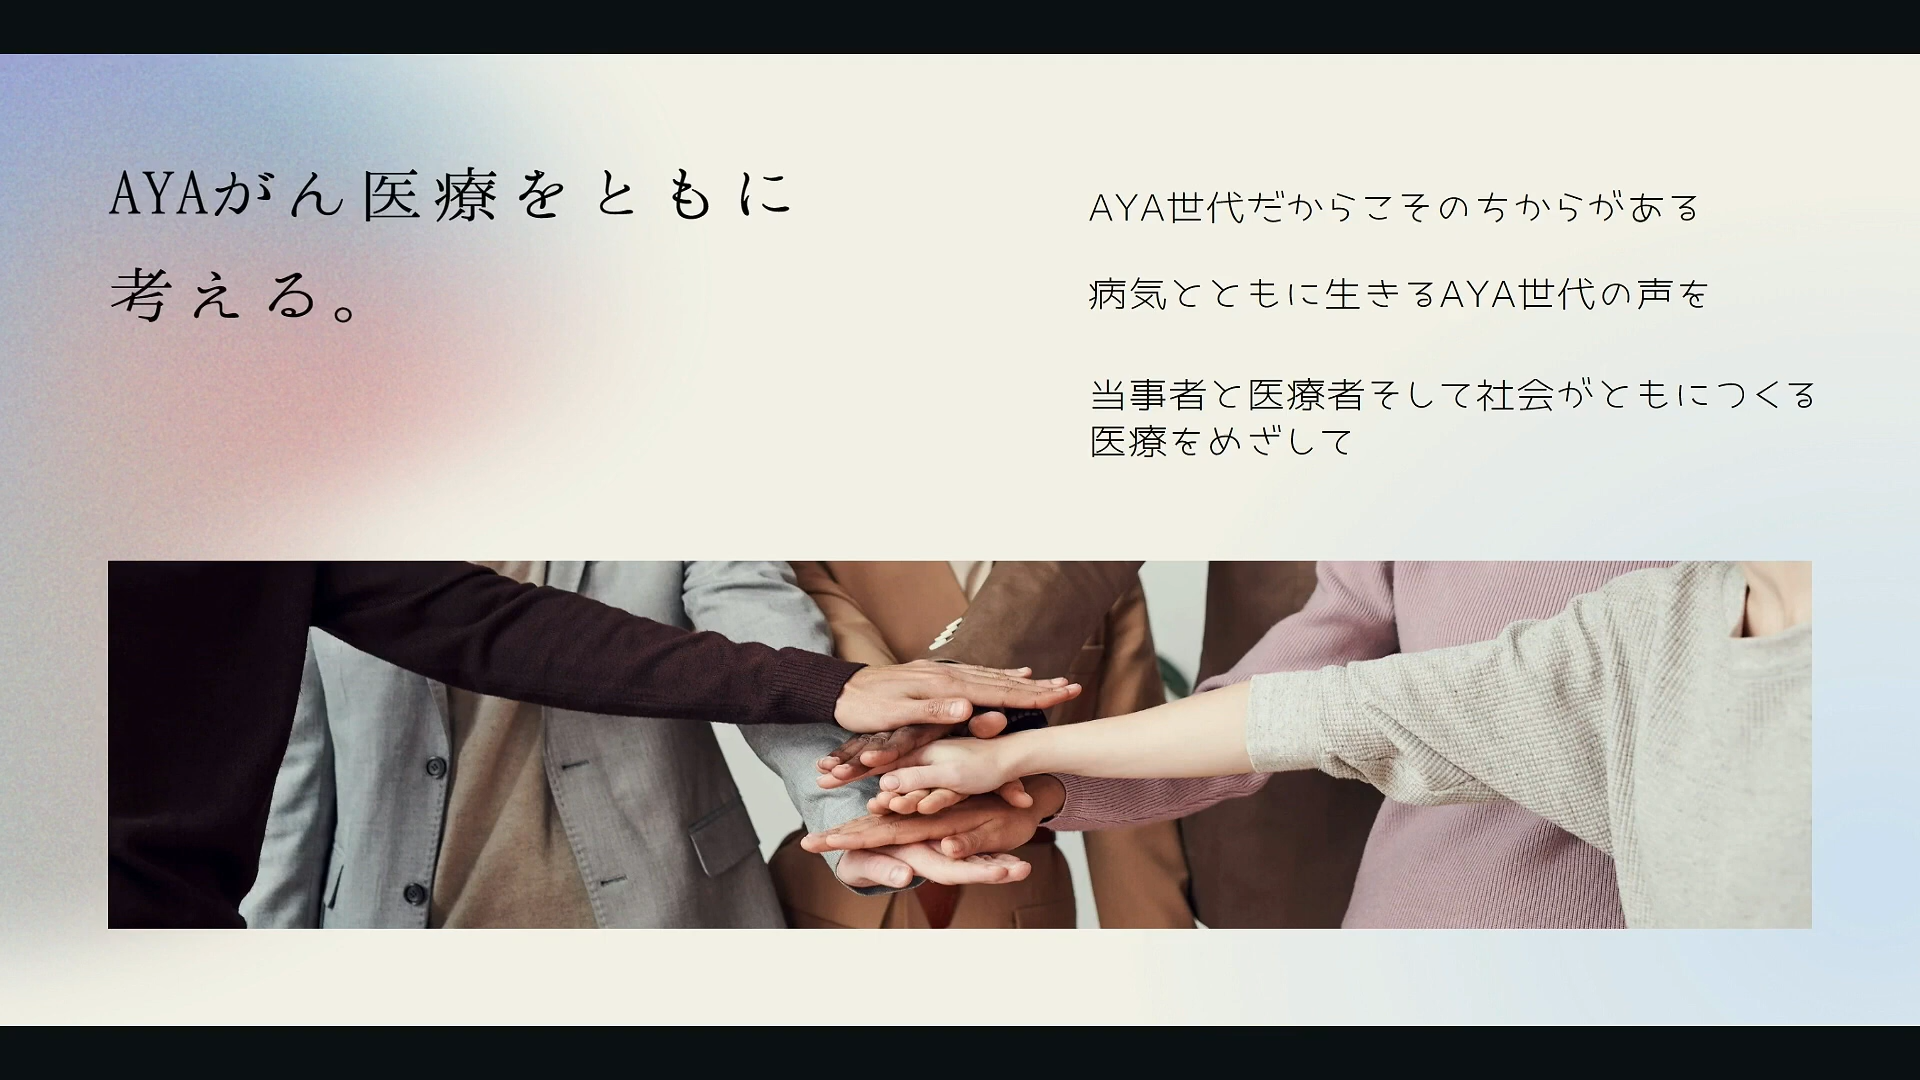 AYAがん医療をともに
考える。
AYA世代だからこそのちからがある
病気とともに生きるAYA世代の声を
当事者と医療者そして社会がともにつくる
医療をめざして